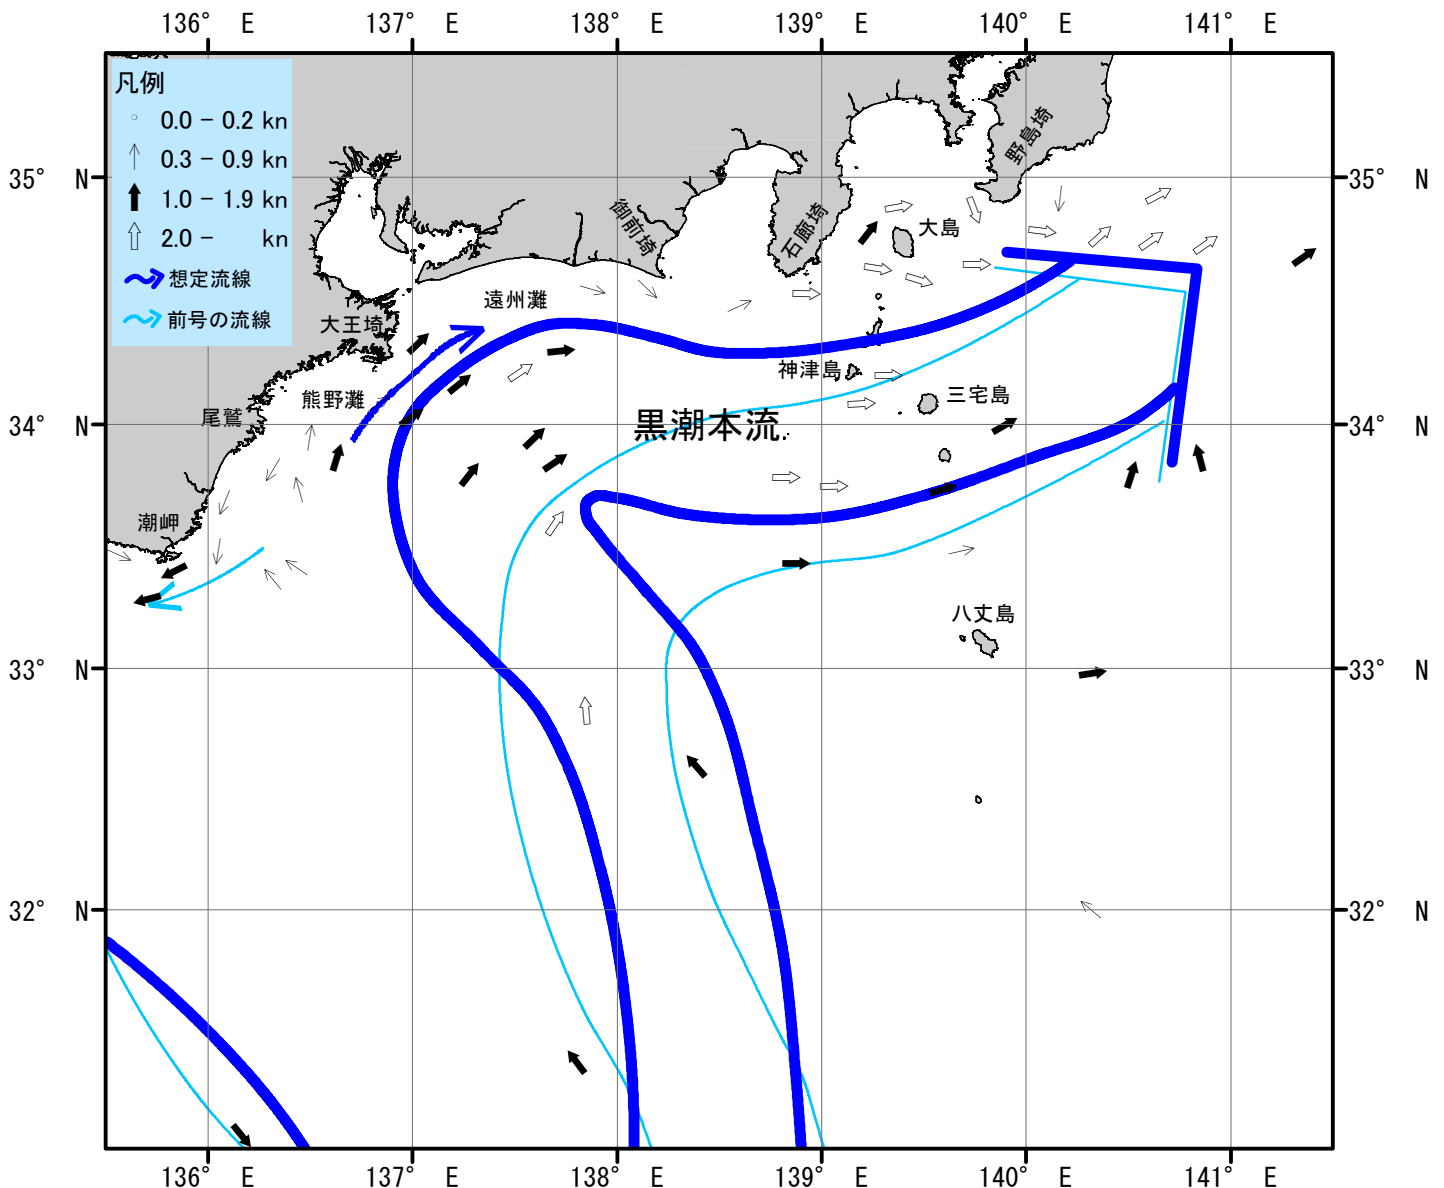 136° E 137° E 138° E 139° E 140° E 141° E
凡例
0.0 − 0.2 kn
0.3 − 0.9 kn
1.0 − 1.9 kn
2.0 − kn
想定流線
前号の流線
野島埼
35° N 35° N
御前埼
石廊埼
大島
遠州灘
大王埼
神津島
三宅島
熊野灘
尾鷲
黒潮本流
34° N 34° N
潮岬
八丈島
33° N 33° N
32° N 32° N
136° E 137° E 138° E 139° E 140° E 141° E